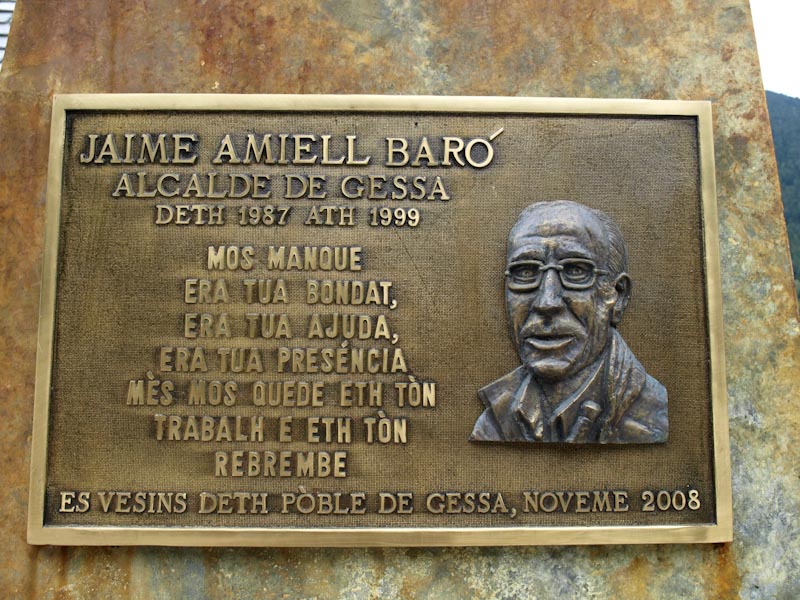 JAIME AMIELL BARÓ
ALCALDE DE GESSA
DETH 1987 ATH 1999
MOS MANQUE
ERA TUA BONDAT,
ERA TUA AJUDA,
ERA TUA PRESÉNCIA
MÈS MOS QUEDE ETH TÒN
TRABALH E ETH TÒN
REBREMBE
ES VESINS DETH PÒBLE DE GESSA, NOVEME 2008